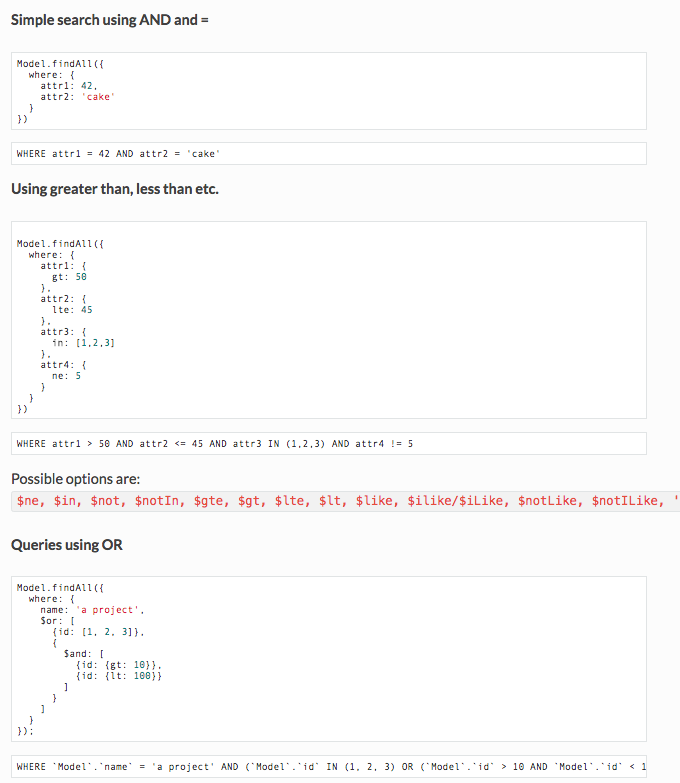 Simple search using AND and =
Model.findAll({
where: {
attr1: 42,
attr2: 'cake'
}
})
WHERE attr1 = 42 AND attr2 = 'cake'
Using greater than, less than etc.
Model.findAll({
where: {
attr1: {
gt: 50
},
attr2: {
lte: 45
},
attr3: {
in: [1,2,3]
},
attr4: {
ne: 5
}
}
})
WHERE attr1 > 50 AND attr2 <= 45 AND attr3 IN (1,2,3) AND attr4 != 5
Possible options are:
$ne, $in, $not, $notIn, $gte, $gt, $lte, $lt, $like, $ilike/$iLike, $notLike, $notILike, '
Queries using OR
Model.findAll({
where: {
name: 'a project',
$or: [
{id: [1, 2, 3]},
{
$and: [
{id: {gt: 10}},
{id: {lt: 100}}
]
}
]
}
});
WHERE `Model`.`name` = 'a project' AND (`Model`.`id` IN (1, 2, 3) OR (`Model`.`id` > 10 AND `Model`.`id` < 1